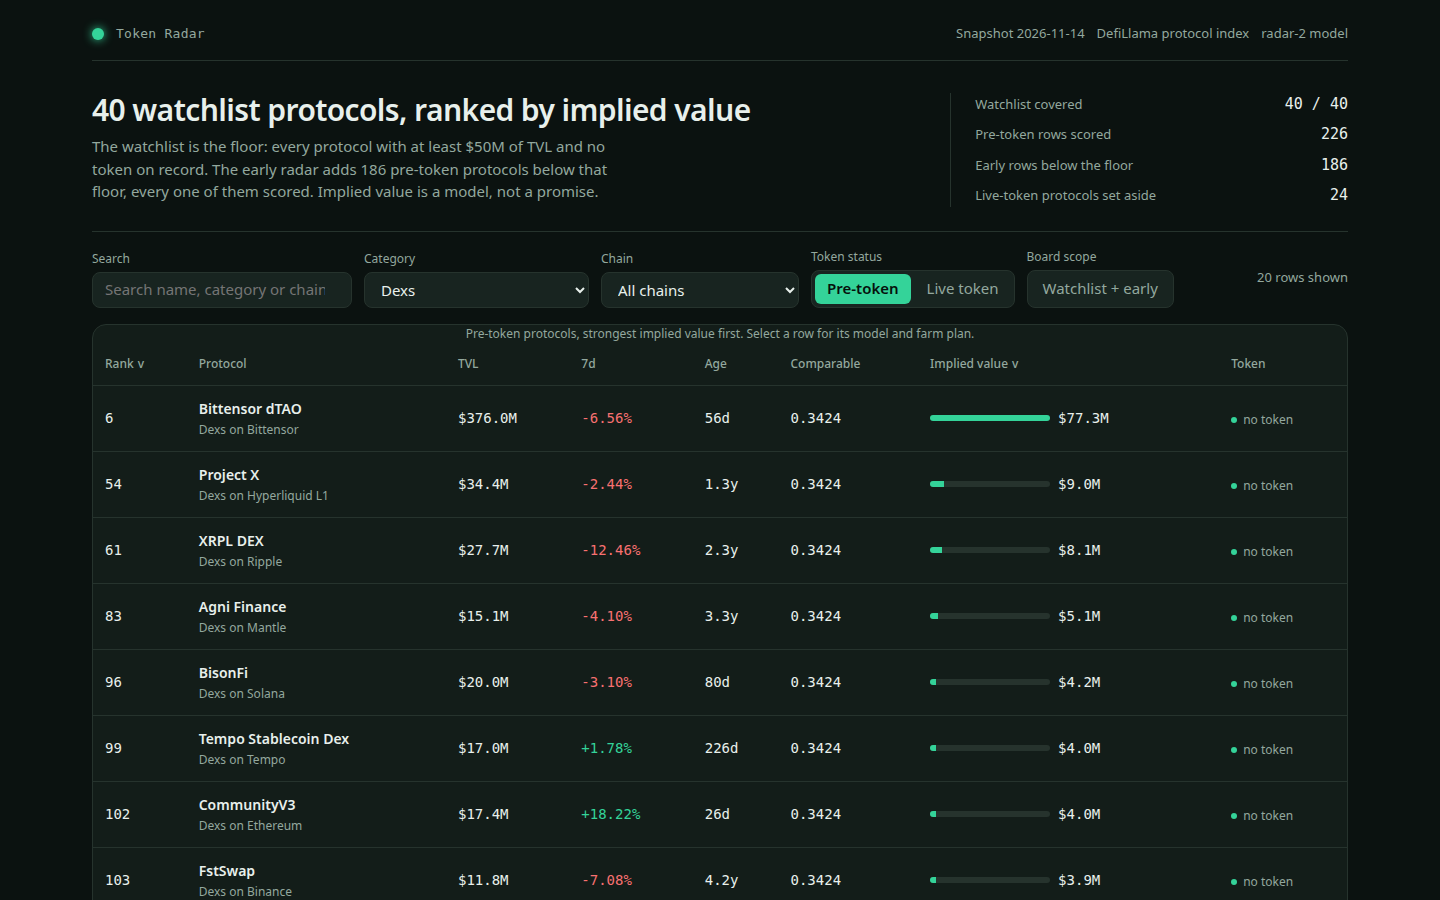 Token Radar
Snapshot 2026-11-14 DefiLlama protocol index radar-2 model
40 watchlist protocols, ranked by implied value
The watchlist is the floor: every protocol with at least $50M of TVL and no
token on record. The early radar adds 186 pre-token protocols below that
floor, every one of them scored. Implied value is a model, not a promise.
Watchlist covered 40 / 40
Pre-token rows scored 226
Early rows below the floor 186
Live-token protocols set aside 24
Search Category Chain Token status Board scope
Search name, category or chain Dexs All chains Pre-token Live token Watchlist + early 20 rows shown
Pre-token protocols, strongest implied value first. Select a row for its model and farm plan.
Rank v Protocol TVL 7d Age Comparable Implied value v Token
6 Bittensor dTAO $376.0M -6.56% 56d 0.3424 $77.3M no token
Dexs on Bittensor
54 Project X $34.4M -2.44% 1.3y 0.3424 $9.0M no token
Dexs on Hyperliquid L1
61 XRPL DEX $27.7M -12.46% 2.3y 0.3424 $8.1M no token
Dexs on Ripple
83 Agni Finance $15.1M -4.10% 3.3y 0.3424 $5.1M no token
Dexs on Mantle
96 BisonFi $20.0M -3.10% 80d 0.3424 $4.2M no token
Dexs on Solana
99 Tempo Stablecoin Dex $17.0M +1.78% 226d 0.3424 $4.0M no token
Dexs on Tempo
102 CommunityV3 $17.4M +18.22% 26d 0.3424 $4.0M no token
Dexs on Ethereum
103 FstSwap $11.8M -7.08% 4.2y 0.3424 $3.9M no token
Dexs on Binance